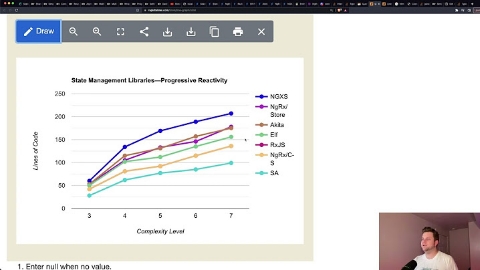 Draw
State Management Libraries—Progressive Reactivity
250
200
150
100
50
0
Lines of Code
3
4
5
6
7
Complexity Level
NGXS
NgRx/
Store
Akita
Elf
RxJS
NgRx/C-
S
SA
1. Enter null when no value.